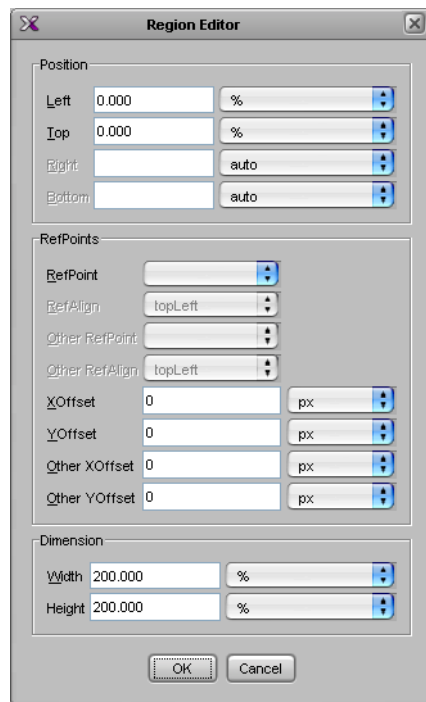 Region Editor
Position
Left 0.000 %
Top 0.000 %
Right auto
Bottom auto
RefPoints
RefPoint
RefAlign topLeft
Other RefPoint
Other RefAlign topLeft
XOffset 0 px
YOffset 0 px
Other XOffset 0 px
Other YOffset 0 px
Dimension
Width 200.000 %
Height 200.000 %
OK Cancel